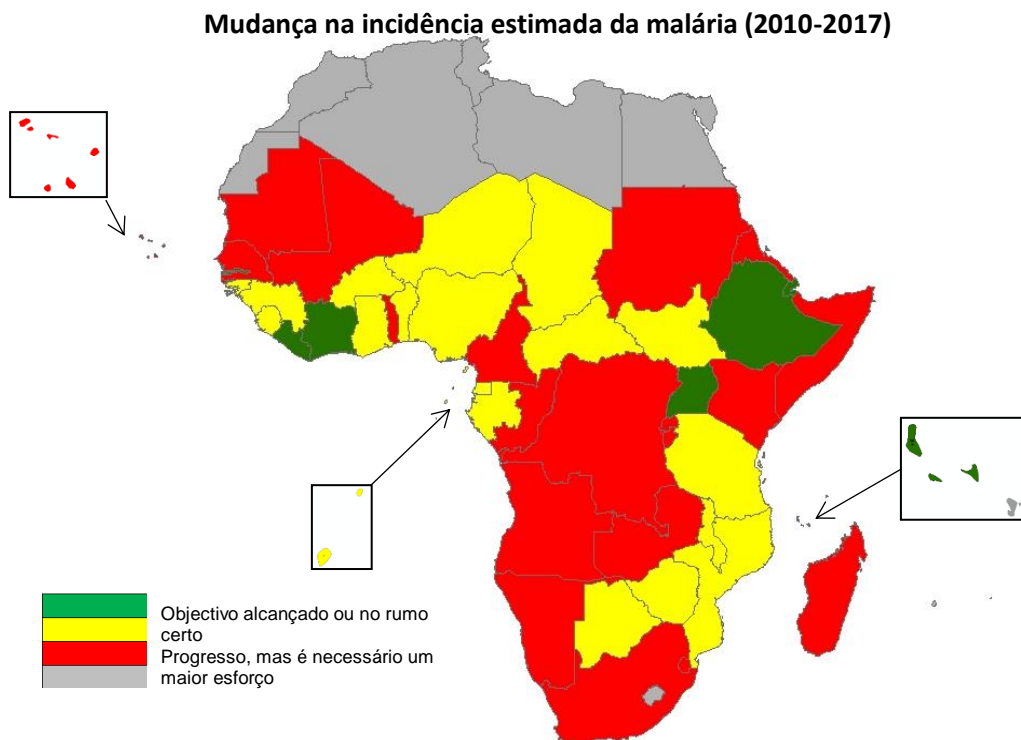 Mudança na incidência estimada da malária (2010-2017)
Objectivo alcançado ou no rumo
certo
Progresso, mas é necessário um
maior esforço